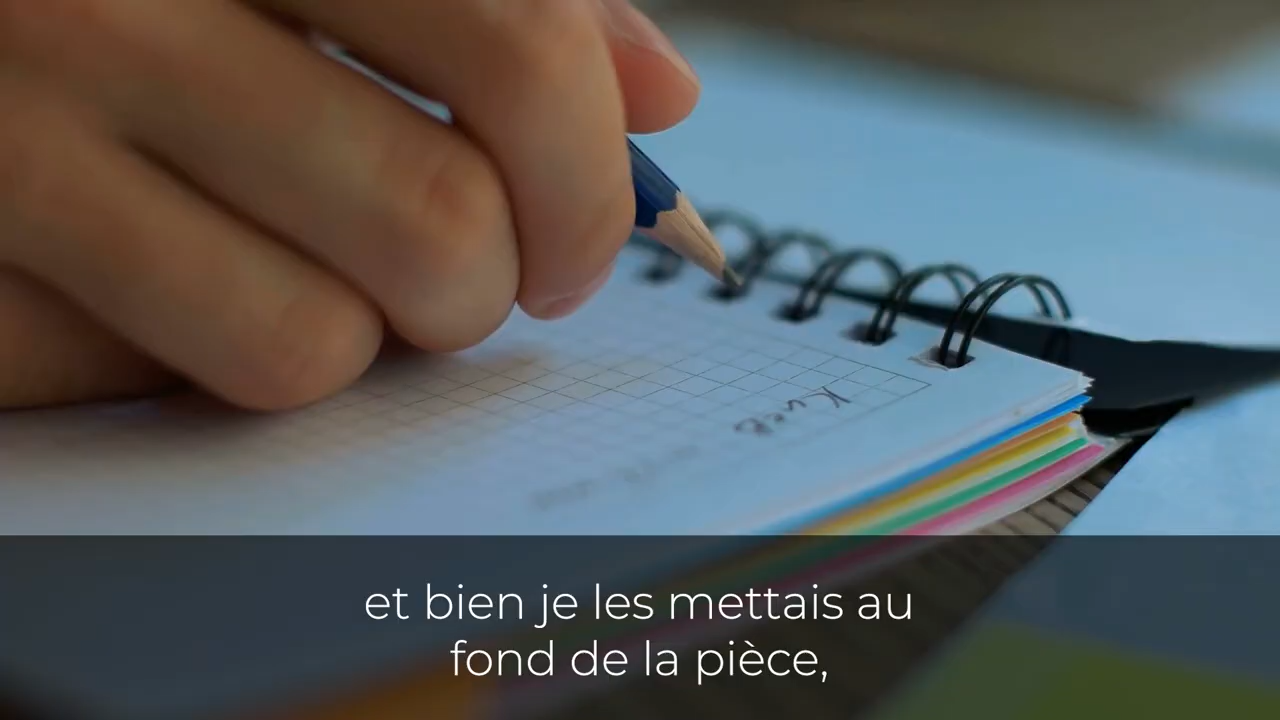 et bien je les mettais au
fond de la pièce,